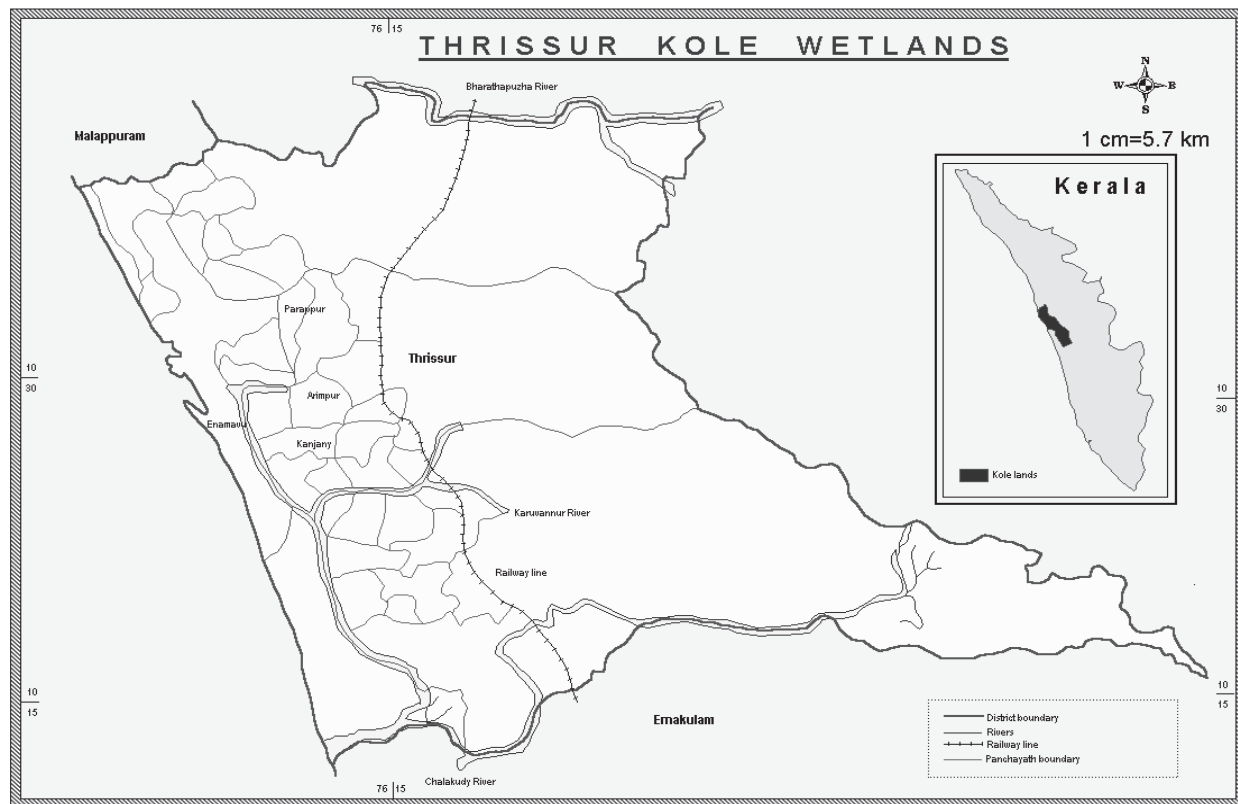 76 15
THRISSUR KOLE WETLANDS
N
W E
S
Bharathapuzha River
Malappuram
1 cm=5.7 km
Kerala
Parappur
Thrissur
10
30
10
30
Arimpur
Enamavu
Kanjany
Kole lands
Karuvannur River
Railway line
10
15
10
15
Ernakulam
District boundary
Rivers
Railway line
Panchayath boundary
Chalakudy River
76 15